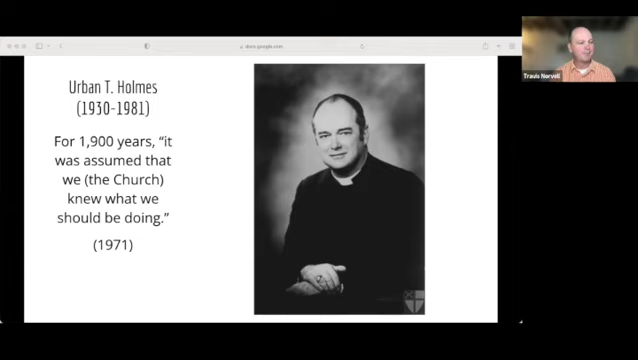 docs.google.com
Urban T. Holmes
(1930-1981)
For 1,900 years, “it
was assumed that
we (the Church)
knew what we
should be doing.”
(1971)
Travis Norvell